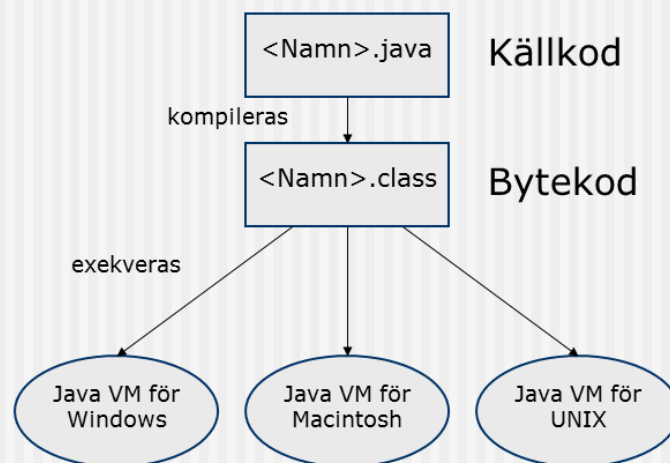 <Namn>.java
Källkod
kompileras
<Namn>.class
Bytekod
exekveras
Java VM för
Windows
Java VM för
Macintosh
Java VM för
UNIX